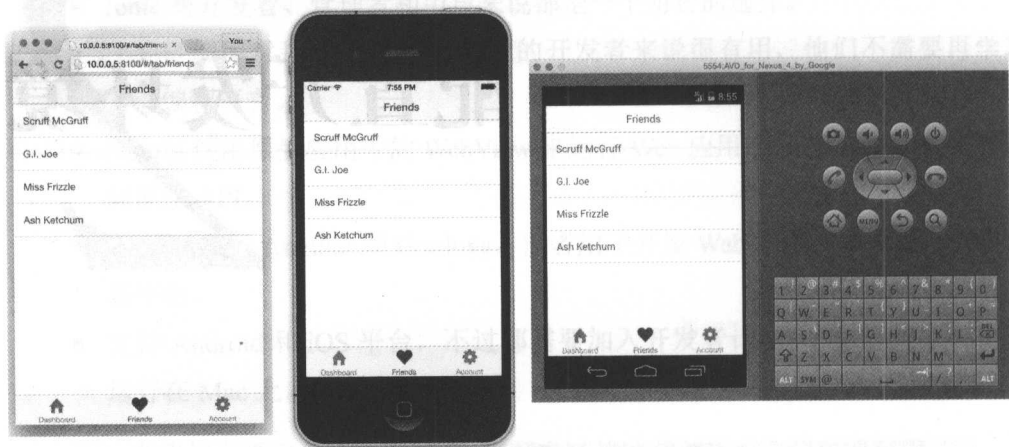 10.0.0.5:8100/#/tab/friends ×
You
10.0.0.5:8100/#/tab/friends
Friends
Scruff McGruff
G.I. Joe
Miss Frizzle
Ash Ketchum
Dashboard
Friends
Account
Carrier
7:55 PM
Friends
Scruff McGruff
G.I. Joe
Miss Frizzle
Ash Ketchum
Dashboard
Friends
Account
5554:AVD_for_Nexus_4_by_Google
8:55
Friends
Scruff McGruff
G.I. Joe
Miss Frizzle
Ash Ketchum
Dashboard
Friends
Account
MENU
1 2 @ 3 # 4 $ 5 % 6 ^ 7 & 8 * 9 ( 0 )
Q W E R T Y U I O P
A S D F G H J K L DEL
Z X C V B N M .
ALT SYM @ / ? , ALT